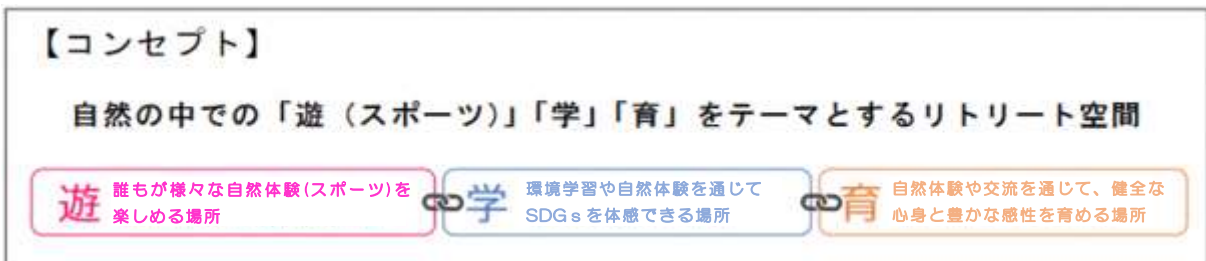 【コンセプト】
自然の中での「遊（スポーツ）」「学」「育」をテーマとするリトリート空間
遊 誰もが様々な自然体験(スポーツ)を
楽しめる場所
学 環境学習や自然体験を通じて
SDGsを体感できる場所
育 自然体験や交流を通じて、健全な
心身と豊かな感性を育める場所